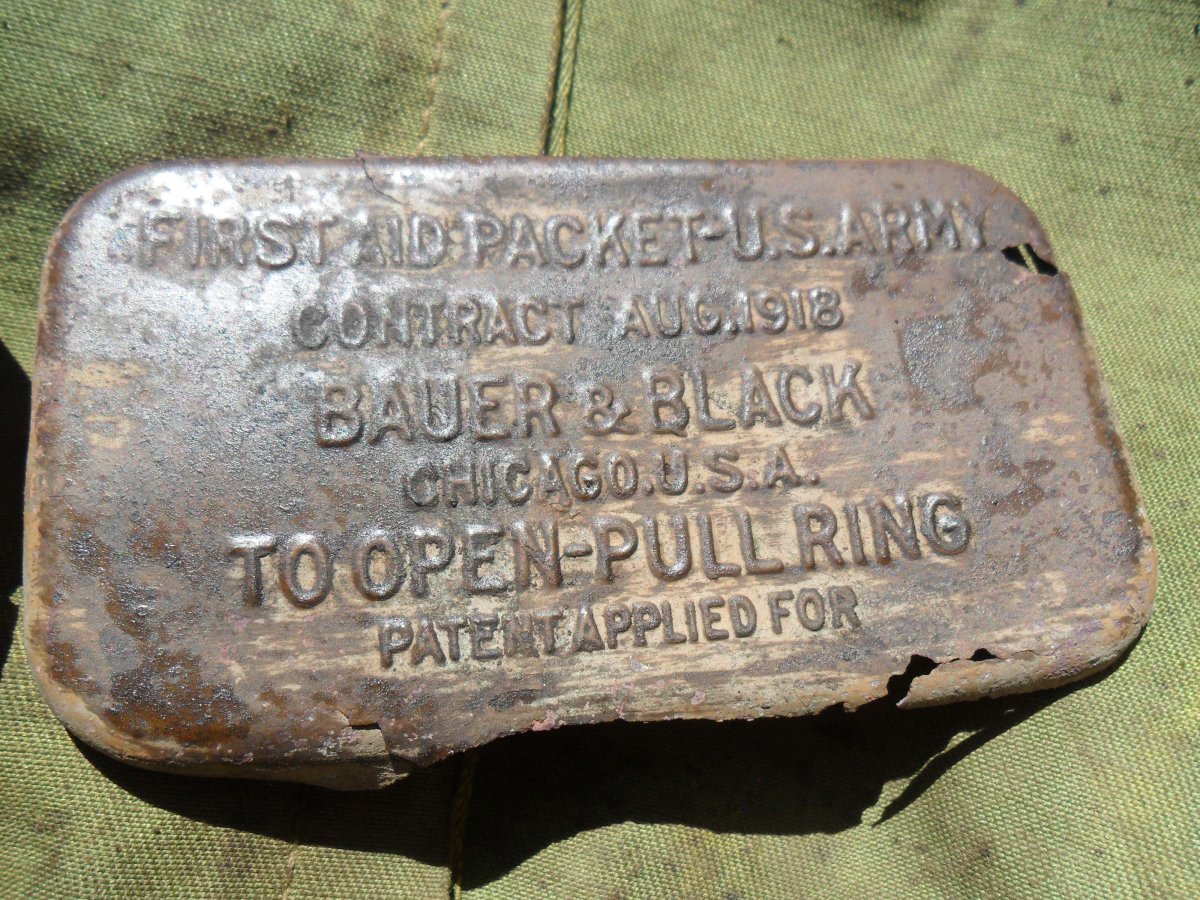 FIRST AID PACKET-U.S. ARMY
CONTRACT AUG. 1918
BAUER & BLACK
CHICAGO. U.S.A.
TO OPEN-PULL RING
PATENT APPLIED FOR